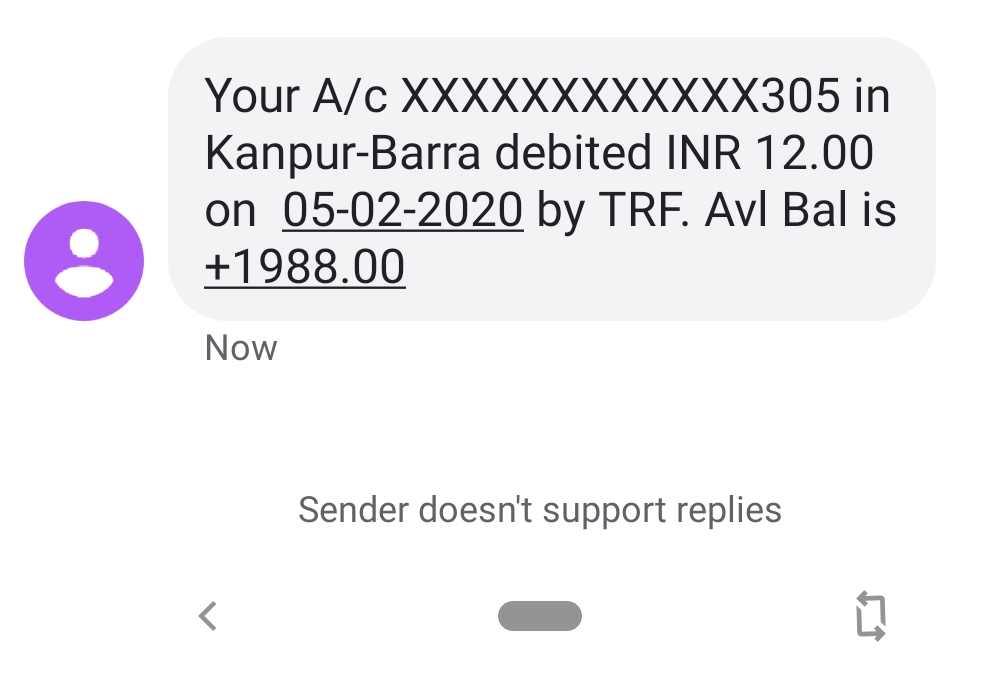 Your A/c XXXXXXXXXXXX305 in
Kanpur-Barra debited INR 12.00
on  05-02-2020 by TRF. Avl Bal is
+1988.00
Now
Sender doesn't support replies